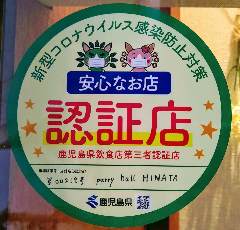 新型コロナウイルス感染防止対策
安心なお店
認証店
鹿児島県飲食店第三者認証店
party hall MINATO
鹿児島県